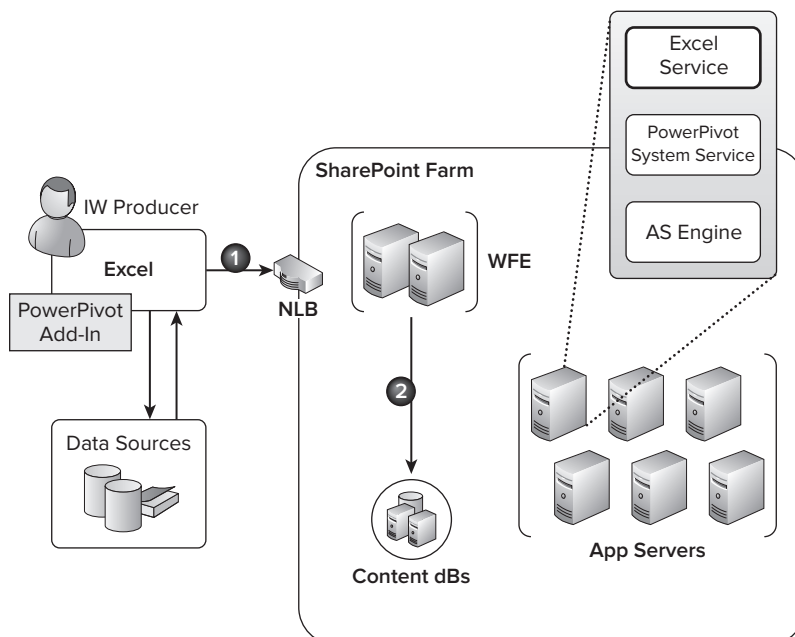 Excel
Service
PowerPivot
System Service
AS Engine
SharePoint Farm
IW Producer
Excel
PowerPivot
Add-In
1
NLB
WFE
2
Data Sources
Content dBs
App Servers